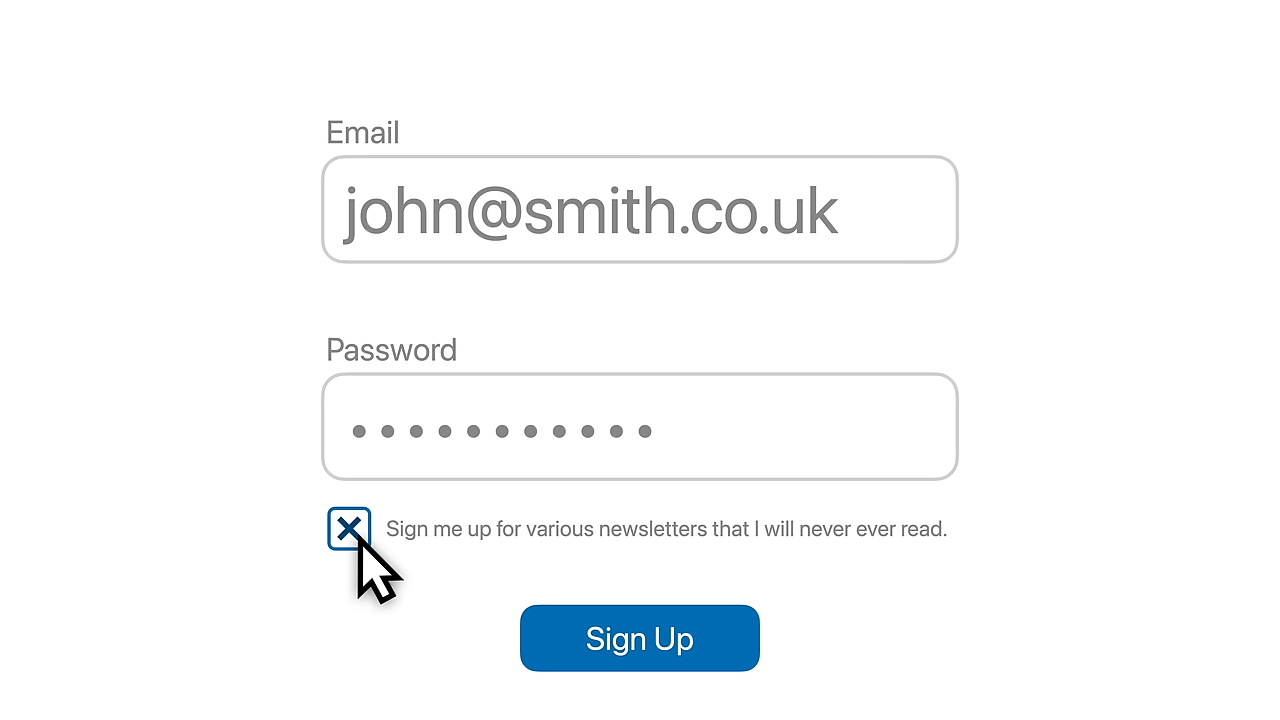 Email
john@smith.co.uk
Password
Sign me up for various newsletters that I will never ever read.
Sign Up